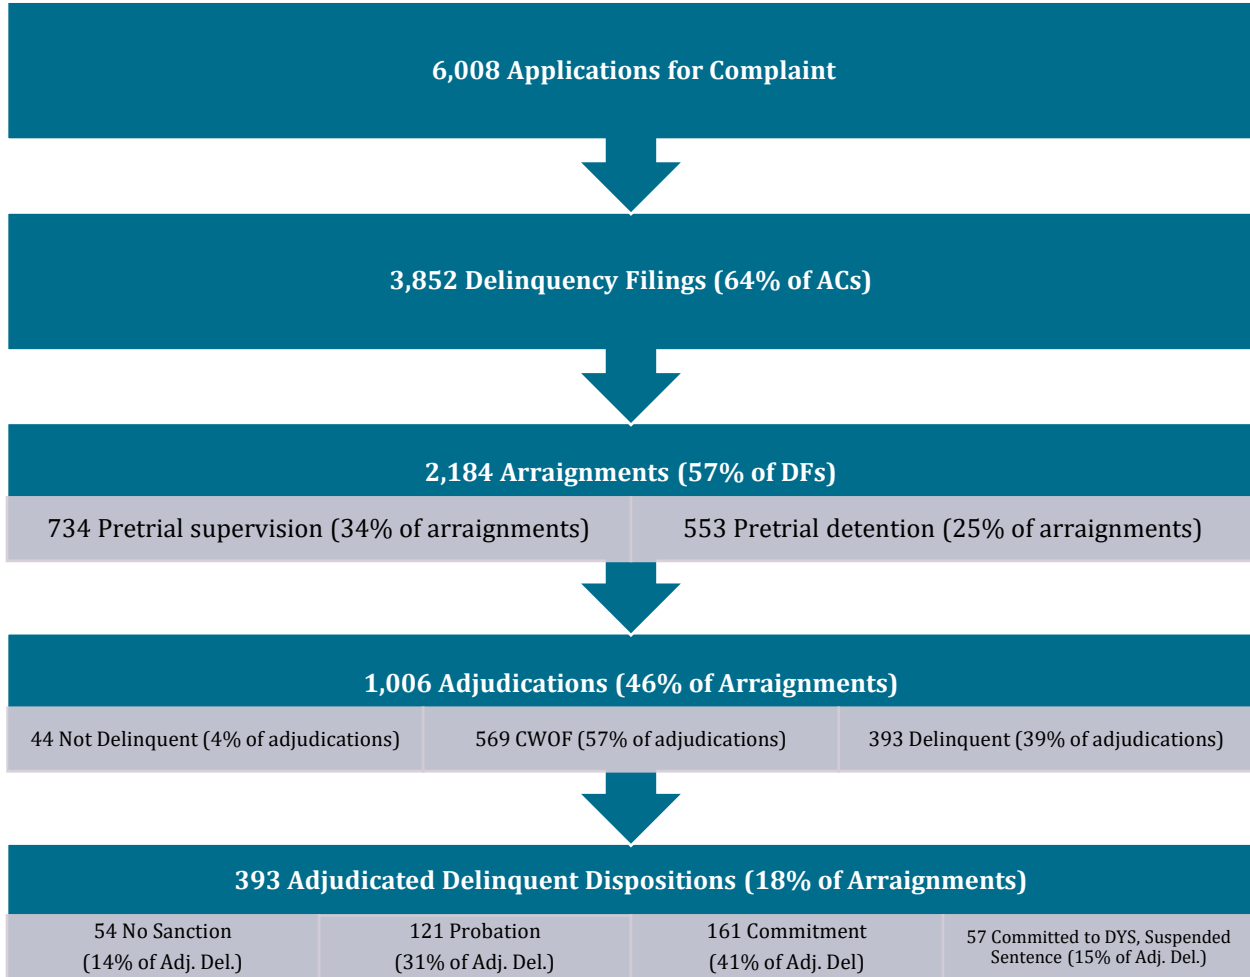 6,008 Applications for Complaint
3,852 Delinquency Filings (64% of ACs)
2,184 Arraignments (57% of DFs)
734 Pretrial supervision (34% of arraignments)
553 Pretrial detention (25% of arraignments)
1,006 Adjudications (46% of Arraignments)
44 Not Delinquent (4% of adjudications)
569 CWOF (57% of adjudications)
393 Delinquent (39% of adjudications)
393 Adjudicated Delinquent Dispositions (18% of Arraignments)
54 No Sanction
(14% of Adj. Del.)
121 Probation
(31% of Adj. Del.)
161 Commitment
(41% of Adj. Del)
57 Committed to DYS, Suspended
Sentence (15% of Adj. Del.)